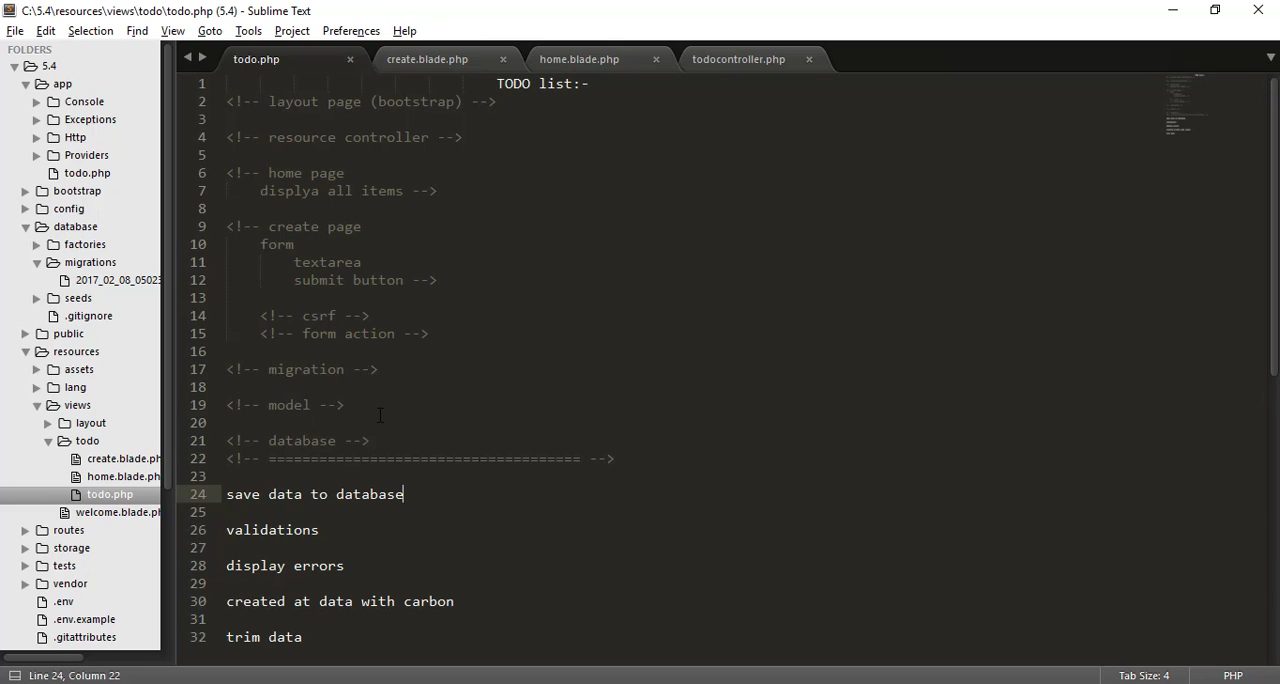 C:\5.4\resources\views\todo\todo.php (5.4) - Sublime Text
File Edit Selection Find View Goto Tools Project Preferences Help
FOLDERS
5.4
app
Console
Exceptions
Http
Providers
todo.php
bootstrap
config
database
factories
migrations
2017_02_08_05023
seeds
.gitignore
public
resources
assets
lang
views
layout
todo
create.blade.ph
home.blade.ph
todo.php
welcome.blade.ph
routes
storage
tests
vendor
.env
.env.example
.gitattributes
todo.php create.blade.php home.blade.php todocontroller.php
1 TODO list:-
2 <!-- layout page (bootstrap) -->
3
4 <!-- resource controller -->
5
6 <!-- home page
7 displya all items -->
8
9 <!-- create page
10 form
11 textarea
12 submit button -->
13
14 <!-- csrf -->
15 <!-- form action -->
16
17 <!-- migration -->
18
19 <!-- model -->
20
21 <!-- database -->
22 <!-- ===================================== -->
23
24 save data to database
25
26 validations
27
28 display errors
29
30 created at data with carbon
31
32 trim data
Line 24, Column 22 Tab Size: 4 PHP